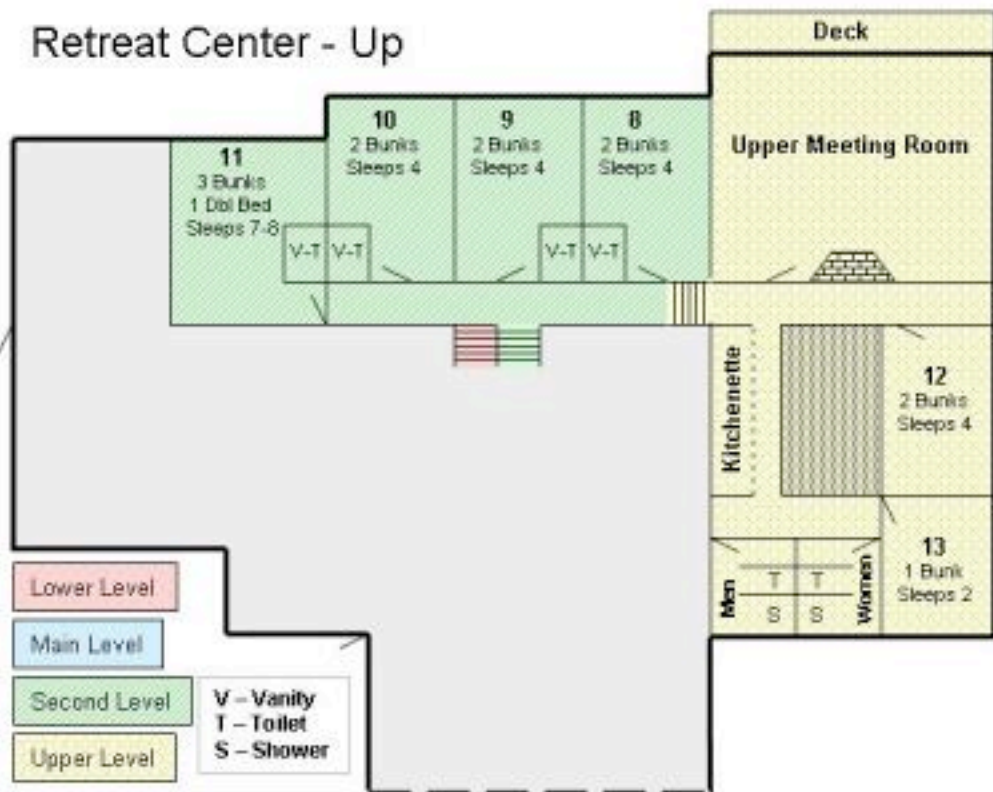 Retreat Center - Up
Deck
Upper Meeting Room
11
3 Bunks
1 Dbl Bed
Sleeps 7-8
10
2 Bunks
Sleeps 4
9
2 Bunks
Sleeps 4
8
2 Bunks
Sleeps 4
V-T
V-T
V-T
V-T
Kitchenette
12
2 Bunks
Sleeps 4
13
1 Bunk
Sleeps 2
Men
T
T
S
S
Women
Lower Level
Main Level
Second Level
Upper Level
V – Vanity
T – Toilet
S – Shower